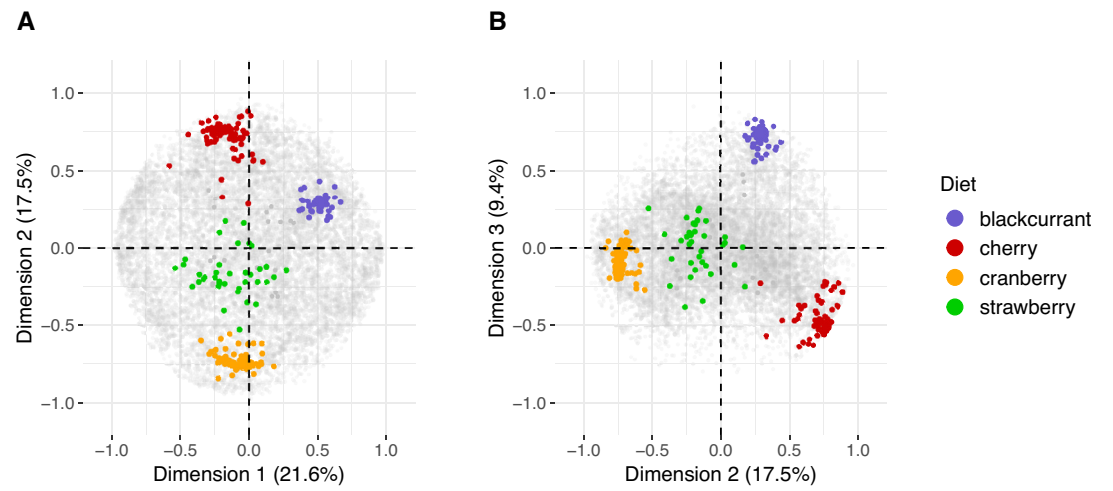 A
B
1.0
0.5
0.0
−0.5
−1.0
Dimension 2 (17.5%)
−1.0
−0.5
0.0
0.5
1.0
Dimension 1 (21.6%)
1.0
0.5
0.0
−0.5
−1.0
Dimension 3 (9.4%)
−1.0
−0.5
0.0
0.5
1.0
Dimension 2 (17.5%)
Diet
blackcurrant
cherry
cranberry
strawberry